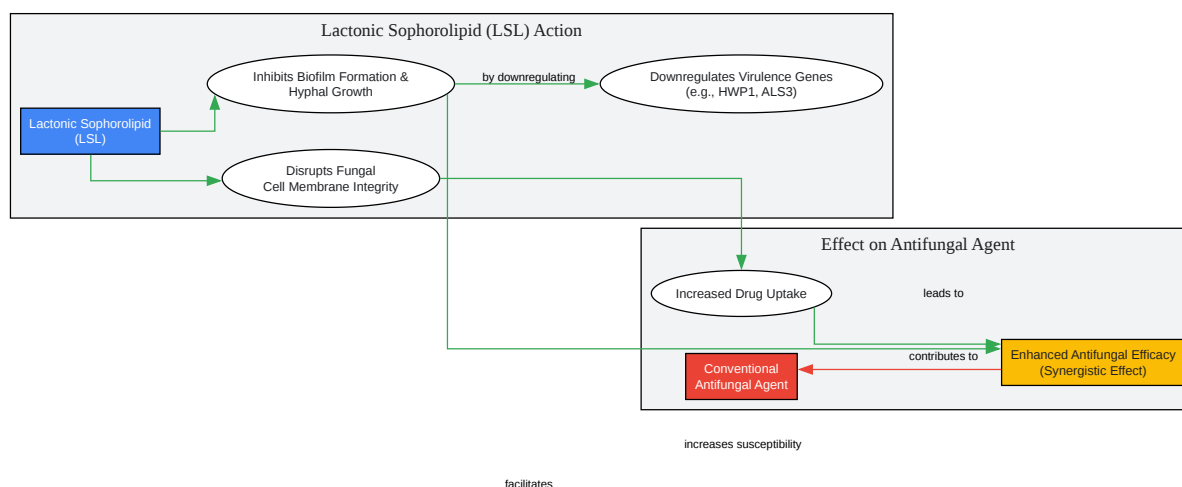 Lactonic Sophorolipid (LSL) Action
Inhibits Biofilm Formation &
Hyphal Growth
by downregulating
Downregulates Virulence Genes
(e.g., HWP1, ALS3)
Lactonic Sophorolipid
(LSL)
Disrupts Fungal
Cell Membrane Integrity
Effect on Antifungal Agent
Increased Drug Uptake
leads to
contributes to
Enhanced Antifungal Efficacy
(Synergistic Effect)
Conventional
Antifungal Agent
increases susceptibility
facilitates